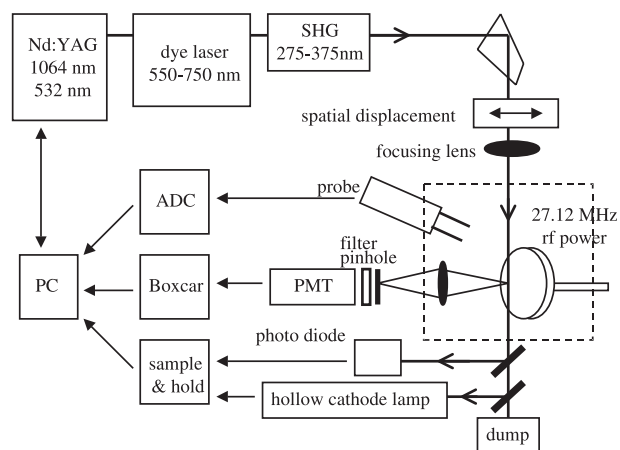 Nd:YAG
1064 nm
532 nm
dye laser
550-750 nm
SHG
275-375nm
spatial displacement
focusing lens
probe
27.12 MHz
rf power
ADC
filter
pinhole
PC
Boxcar
PMT
photo diode
sample
& hold
hollow cathode lamp
dump